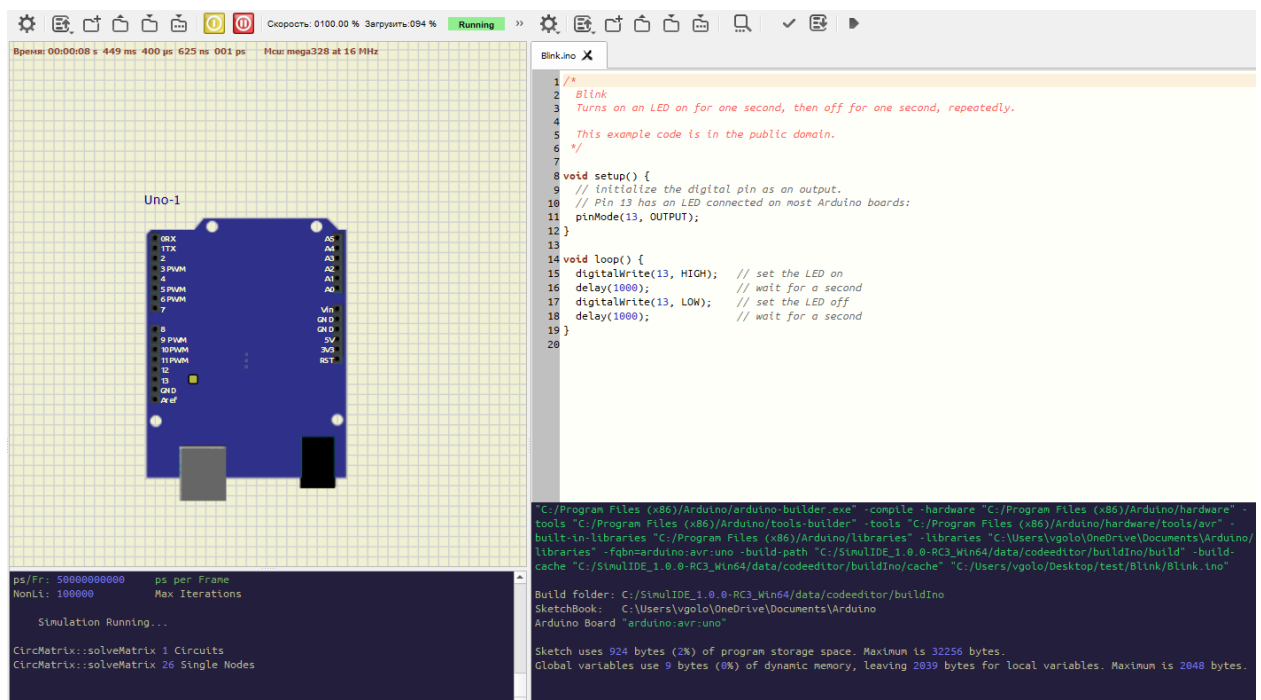 Скорость: 0100.00 % Загрузить:094 % Running »
Время: 00:00:08 s 449 ms 400 µs 625 ns 001 ps Mcu: mega328 at 16 MHz
Uno-1
0RX A5
1TX A4
2 A3
3 PWM A2
4 A1
5 PWM A0
6 PWM
7 Vin
GND
8 GND
9 PWM 5V
10 PWM 3V3
11 PWM RST
12
13
GND
Aref
ps/Fr: 50000000000 ps per Frame
NonLi: 100000 Max Iterations
Simulation Running...
CircMatrix::solveMatrix 1 Circuits
CircMatrix::solveMatrix 26 Single Nodes
Blink.ino X
1 /*
2 Blink
3 Turns on an LED on for one second, then off for one second, repeatedly.
4
5 This example code is in the public domain.
6 */
7
8 void setup() {
9 // initialize the digital pin as an output.
10 // Pin 13 has an LED connected on most Arduino boards:
11 pinMode(13, OUTPUT);
12 }
13
14 void loop() {
15 digitalWrite(13, HIGH); // set the LED on
16 delay(1000); // wait for a second
17 digitalWrite(13, LOW); // set the LED off
18 delay(1000); // wait for a second
19 }
20
"C:/Program Files (x86)/Arduino/arduino-builder.exe" -compile -hardware "C:/Program Files (x86)/Arduino/hardware" -
tools "C:/Program Files (x86)/Arduino/tools-builder" -tools "C:/Program Files (x86)/Arduino/hardware/tools/avr" -
built-in-libraries "C:/Program Files (x86)/Arduino/libraries" -libraries "C:\Users\vgolo\OneDrive\Documents\Arduino/
libraries" -fqbn=arduino:avr:uno -build-path "C:/SimulIDE_1.0.0-RC3_Win64/data/codeeditor/buildIno/build" -build-
cache "C:/SimulIDE_1.0.0-RC3_Win64/data/codeeditor/buildIno/cache" "C:/Users/vgolo/Desktop/test/Blink/Blink.ino"
Build folder: C:/SimulIDE_1.0.0-RC3_Win64/data/codeeditor/buildIno
SketchBook: C:\Users\vgolo\OneDrive\Documents\Arduino
Arduino Board "arduino:avr:uno"
Sketch uses 924 bytes (2%) of program storage space. Maximum is 32256 bytes.
Global variables use 9 bytes (0%) of dynamic memory, leaving 2039 bytes for local variables. Maximum is 2048 bytes.